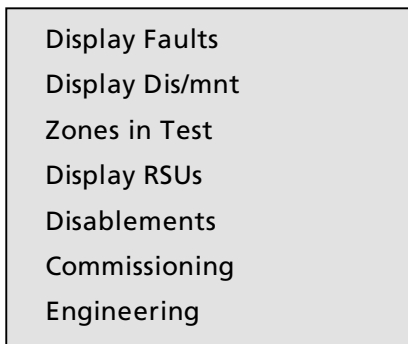 Display Faults
Display Dis/mnt
Zones in Test
Display RSUs
Disablements
Commissioning
Engineering